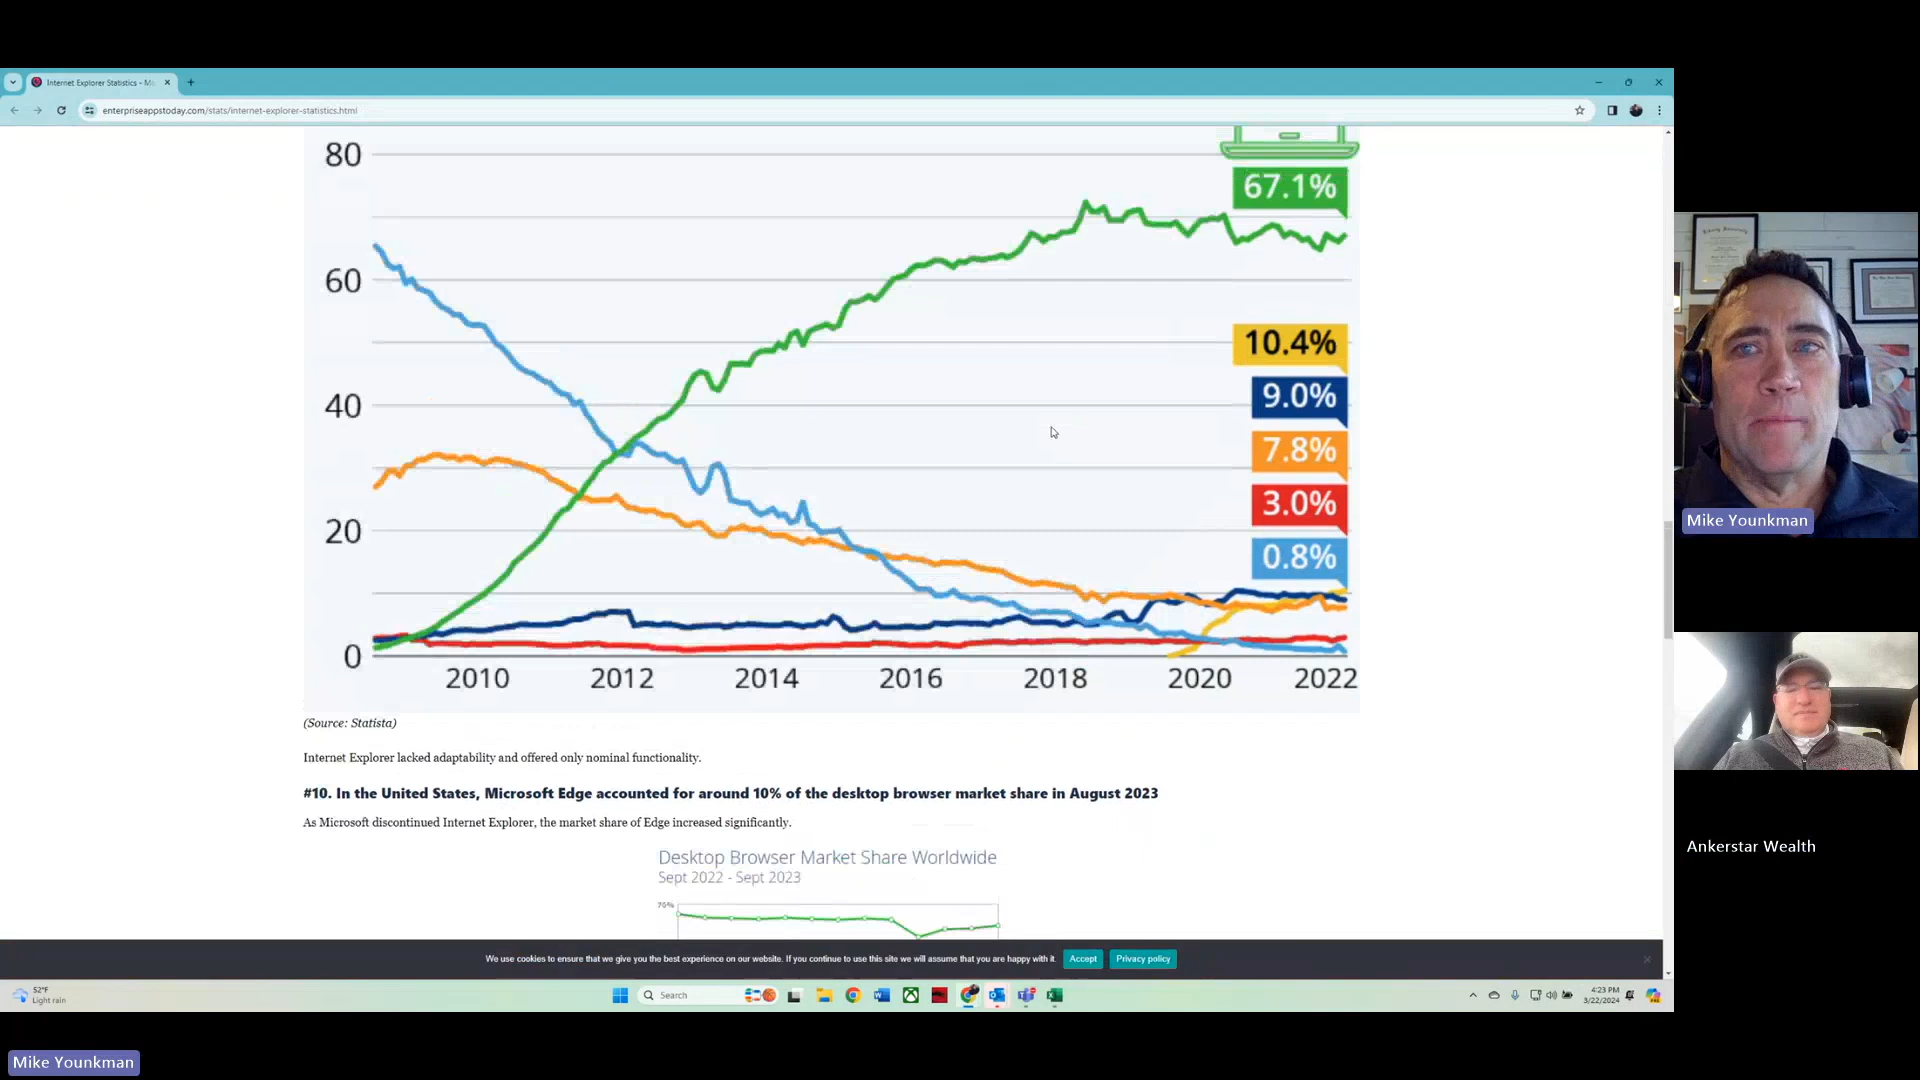 Internet Explorer Statistics - M
enterpriseappstoday.com/stats/internet-explorer-statistics.html
80
60
40
20
0
67.1%
10.4%
9.0%
7.8%
3.0%
0.8%
2010 2012 2014 2016 2018 2020 2022
(Source: Statista)
Internet Explorer lacked adaptability and offered only nominal functionality.
#10. In the United States, Microsoft Edge accounted for around 10% of the desktop browser market share in August 2023
As Microsoft discontinued Internet Explorer, the market share of Edge increased significantly.
Desktop Browser Market Share Worldwide
Sept 2022 - Sept 2023
We use cookies to ensure that we give you the best experience on our website. If you continue to use this site we will assume that you are happy with it.
Accept
Privacy policy
52°F
Light rain
Search
4:23 PM
3/22/2024
Mike Younkman
Ankerstar Wealth
Mike Younkman